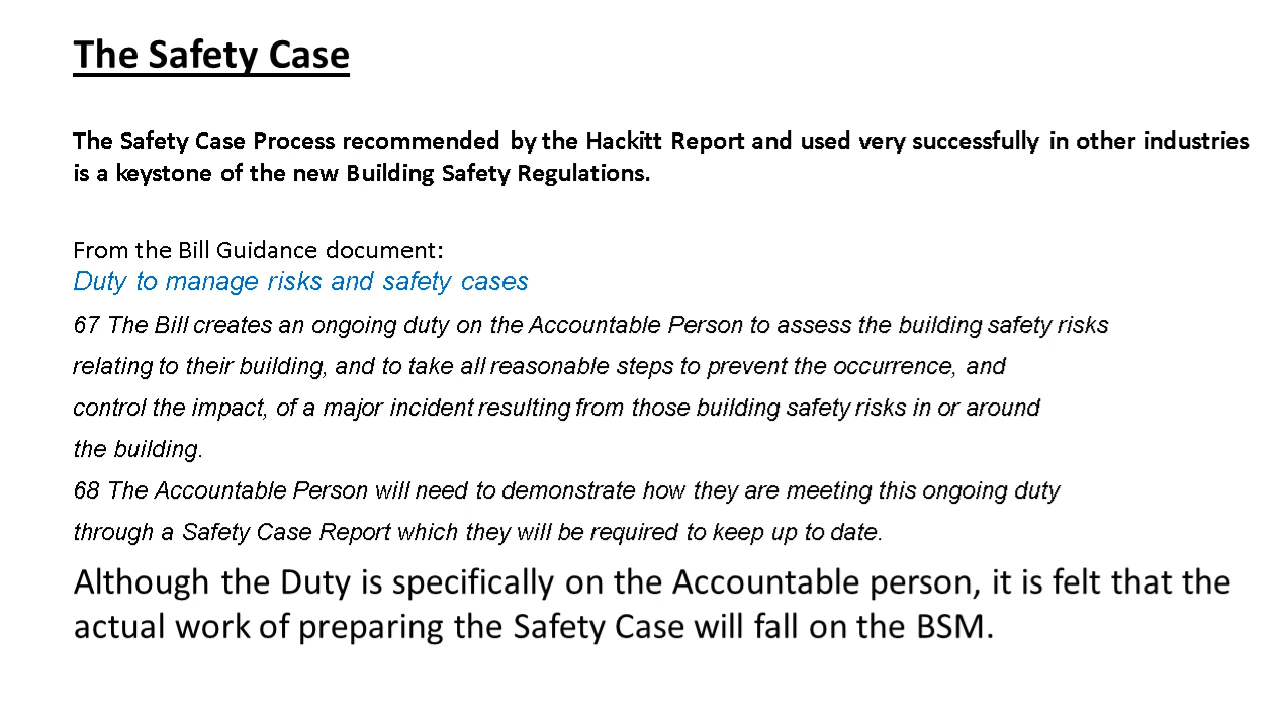 The Safety Case
The Safety Case Process recommended by the Hackitt Report and used very successfully in other industries
is a keystone of the new Building Safety Regulations.
From the Bill Guidance document:
Duty to manage risks and safety cases
67 The Bill creates an ongoing duty on the Accountable Person to assess the building safety risks
relating to their building, and to take all reasonable steps to prevent the occurrence, and
control the impact, of a major incident resulting from those building safety risks in or around
the building.
68 The Accountable Person will need to demonstrate how they are meeting this ongoing duty
through a Safety Case Report which they will be required to keep up to date.
Although the Duty is specifically on the Accountable person, it is felt that the
actual work of preparing the Safety Case will fall on the BSM.